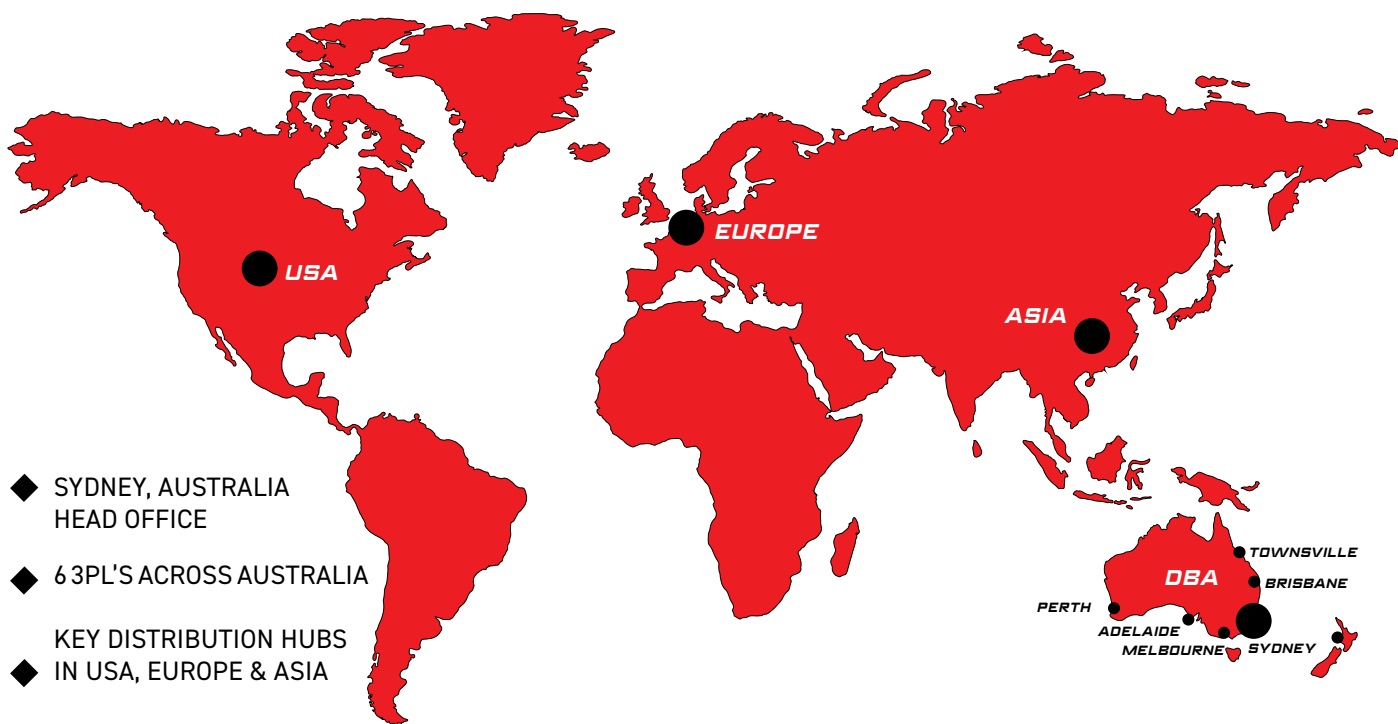 USA
EUROPE
ASIA
SYDNEY, AUSTRALIA
HEAD OFFICE
6 3PL'S ACROSS AUSTRALIA
KEY DISTRIBUTION HUBS
IN USA, EUROPE & ASIA
DBA
TOWNSVILLE
BRISBANE
PERTH
ADELAIDE
MELBOURNE
SYDNEY